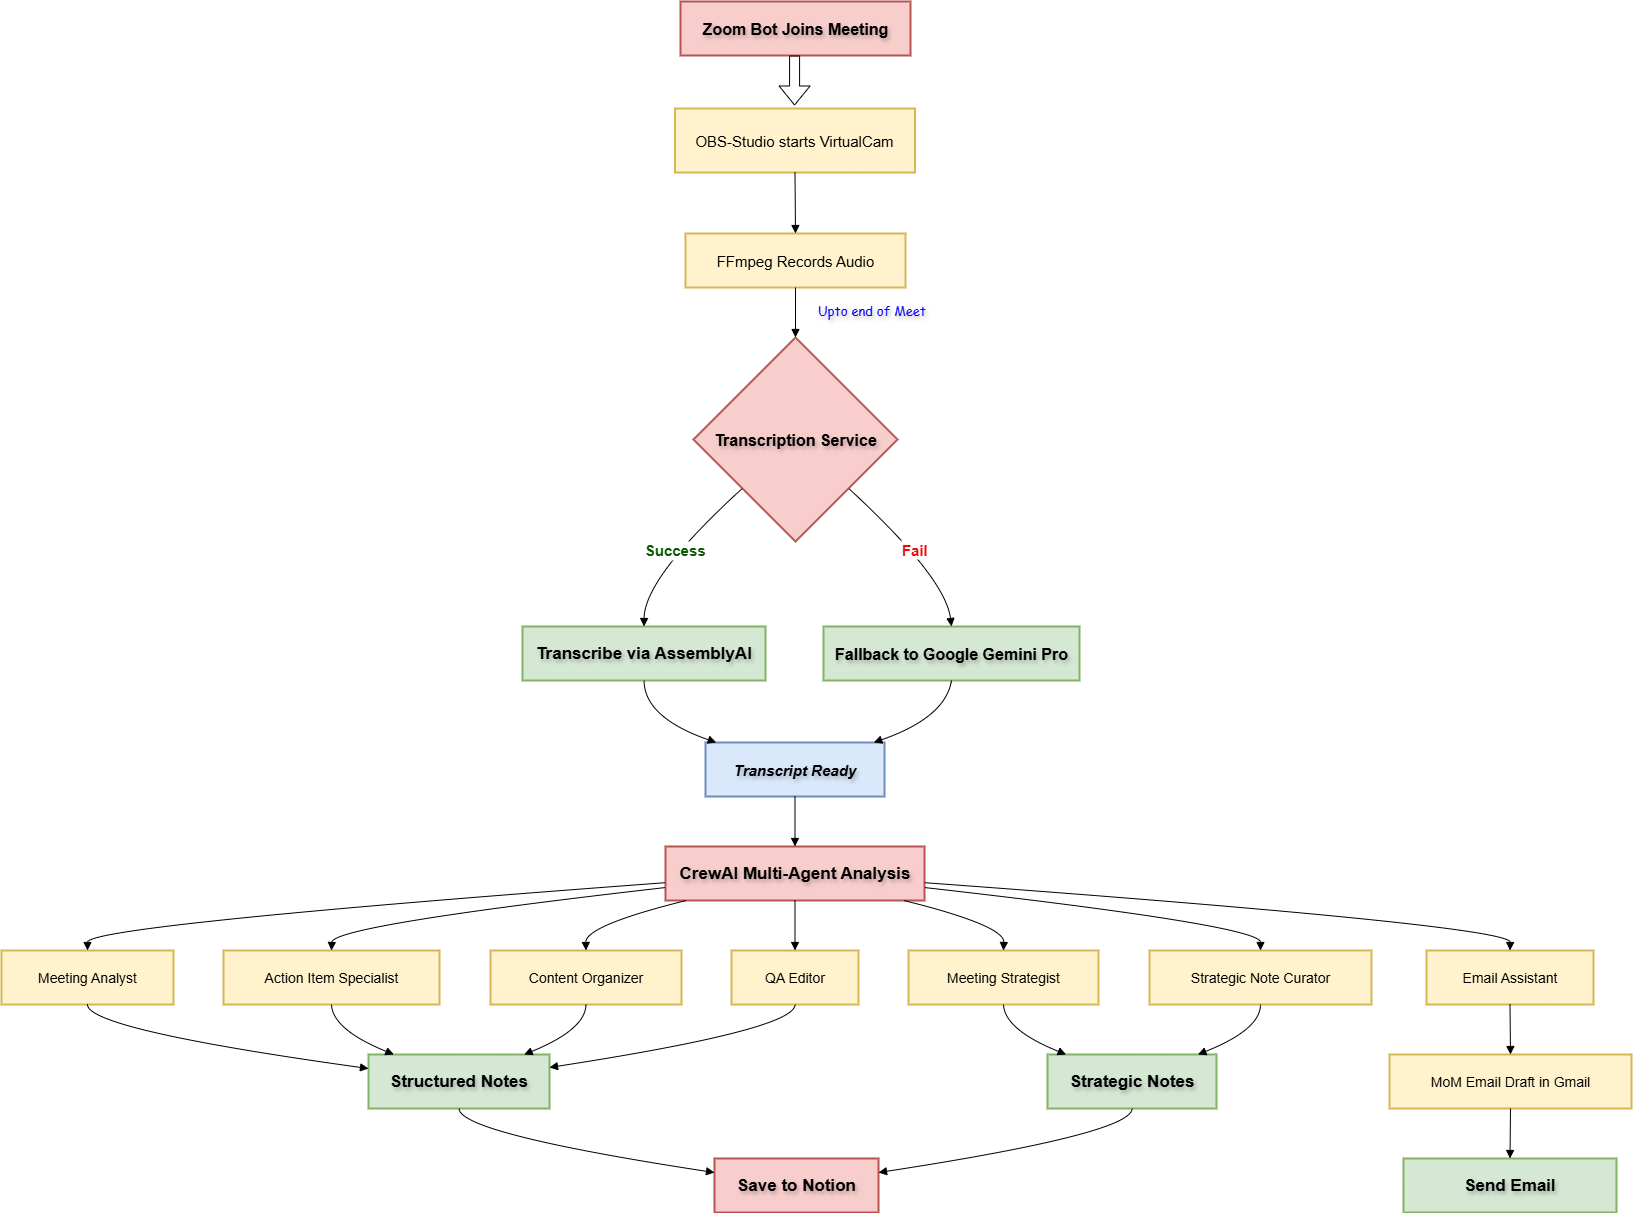 Zoom Bot Joins Meeting
OBS-Studio starts VirtualCam
FFmpeg Records Audio
Upto end of Meet
Transcription Service
Success
Fail
Transcribe via AssemblyAI
Fallback to Google Gemini Pro
Transcript Ready
CrewAI Multi-Agent Analysis
Meeting Analyst
Action Item Specialist
Content Organizer
QA Editor
Meeting Strategist
Strategic Note Curator
Email Assistant
Structured Notes
Strategic Notes
MoM Email Draft in Gmail
Save to Notion
Send Email